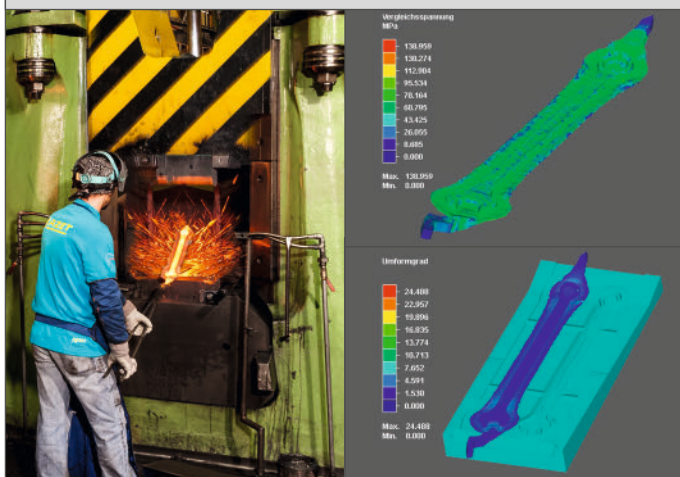 Vergleichsspannung
MPa
138.959
130.274
112.904
95.534
78.164
60.795
43.425
26.055
8.685
0.000
Max. 138.959
Min. 0.000
Umformgrad
24.488
22.957
19.896
16.835
13.774
10.713
7.652
4.591
1.530
0.000
Max. 24.488
Min. 0.000